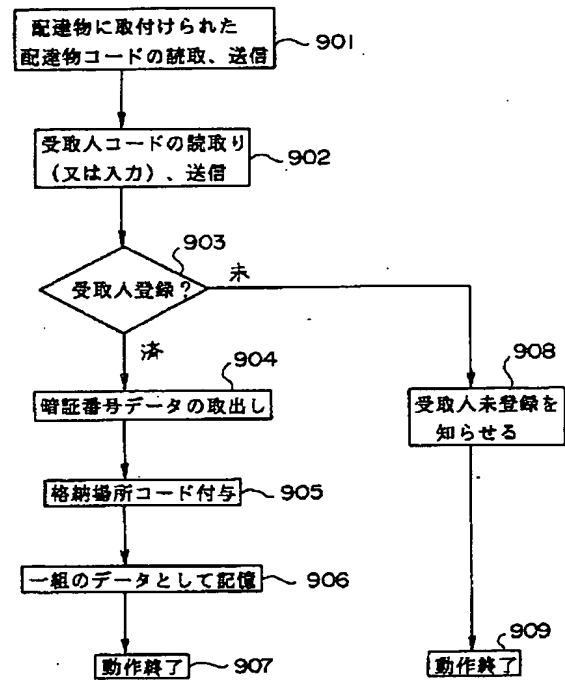 配達物に取付けられた
配達物コードの読取、送信
901
受取人コードの読取り
(又は入力)、送信
902
903
受取人登録?
未
済
904
暗証番号データの取出し
908
受取人未登録を
知らせる
格納場所コード付与
905
一組のデータとして記憶
906
動作終了
907
909
動作終了